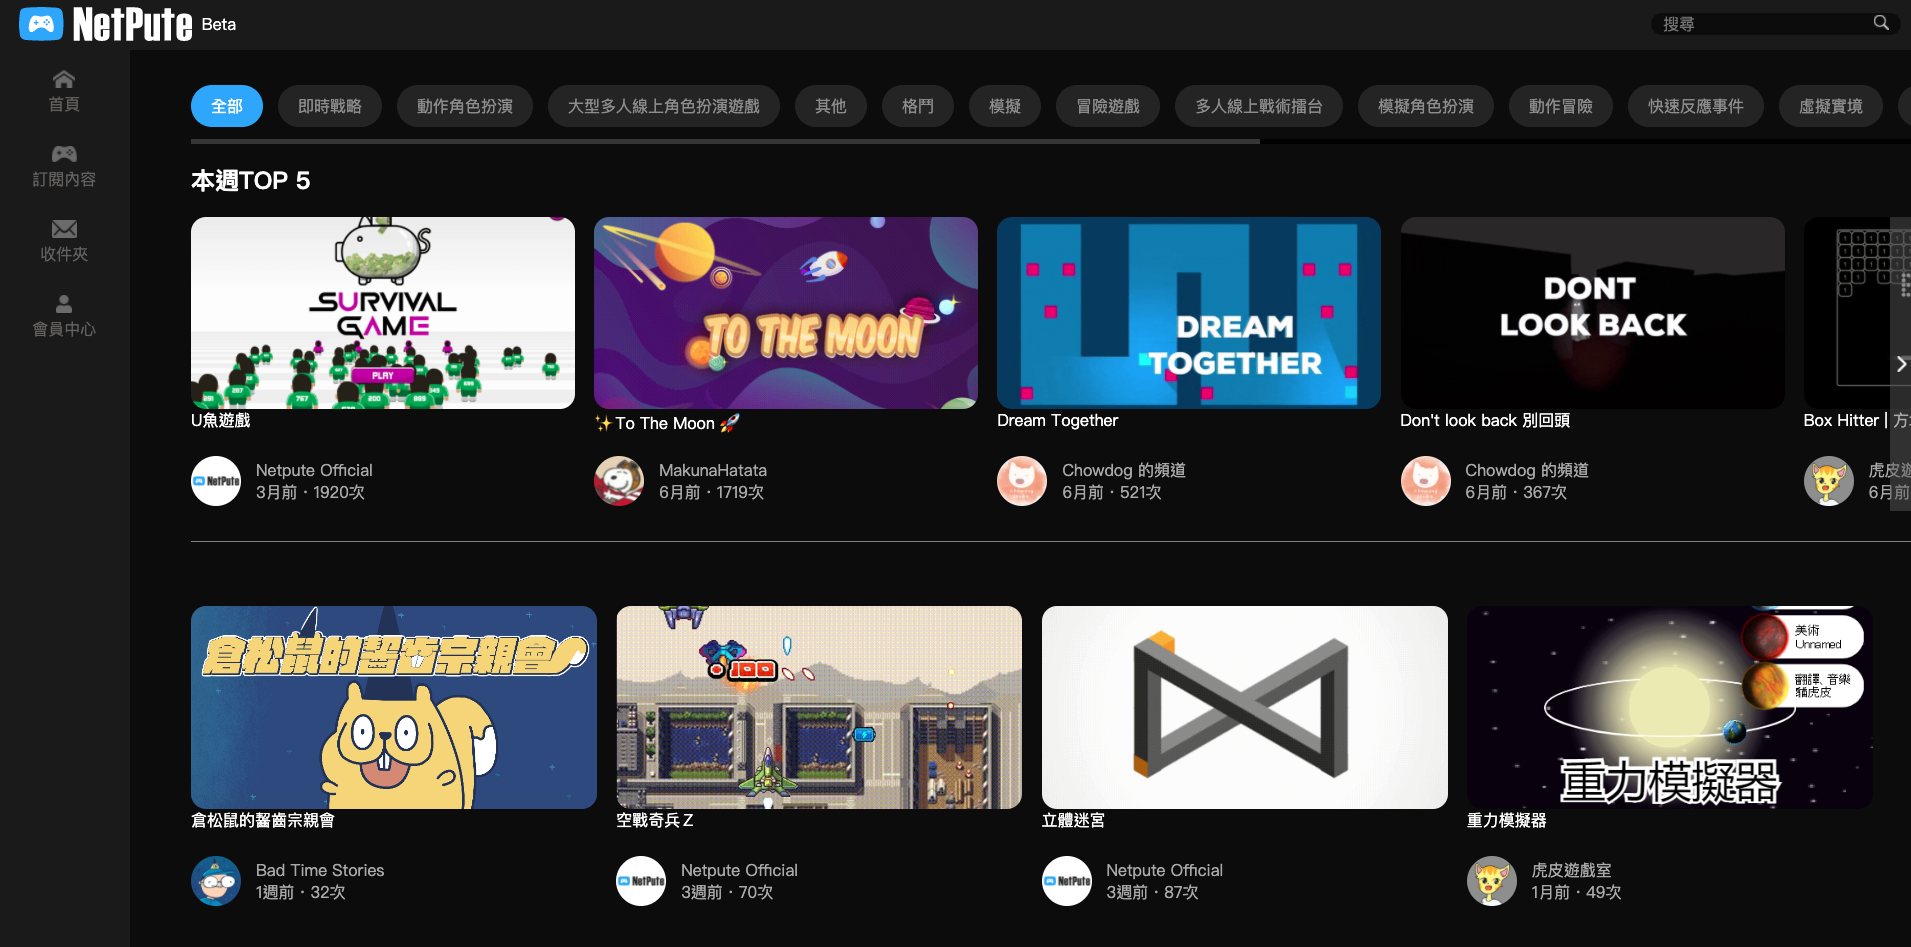 NetPute Beta
搜尋
首頁
訂閱內容
收件夾
會員中心
全部
即時戰略
動作角色扮演
大型多人線上角色扮演遊戲
其他
格鬥
模擬
冒險遊戲
多人線上戰術擂台
模擬角色扮演
動作冒險
快速反應事件
虛擬實境
本週TOP 5
SURVIVAL
GAME
PLAY
TO THE MOON
DREAM
TOGETHER
DONT
LOOK BACK
U魚遊戲
✨To The Moon 🚀
Dream Together
Don't look back 別回頭
Box Hitter | 方
NetPute
Netpute Official
3月前・1920次
MakunaHatata
6月前・1719次
Chowdog 的頻道
6月前・521次
Chowdog 的頻道
6月前・367次
虎皮遊
6月前
倉松鼠的齧齒宗親會
100
美術
Unnamed
翻譯、音樂
貓虎皮
重力模擬器
倉松鼠的齧齒宗親會
空戰奇兵Z
立體迷宮
重力模擬器
Bad Time Stories
1週前・32次
NetPute
Netpute Official
3週前・70次
NetPute
Netpute Official
3週前・87次
虎皮遊戲室
1月前・49次